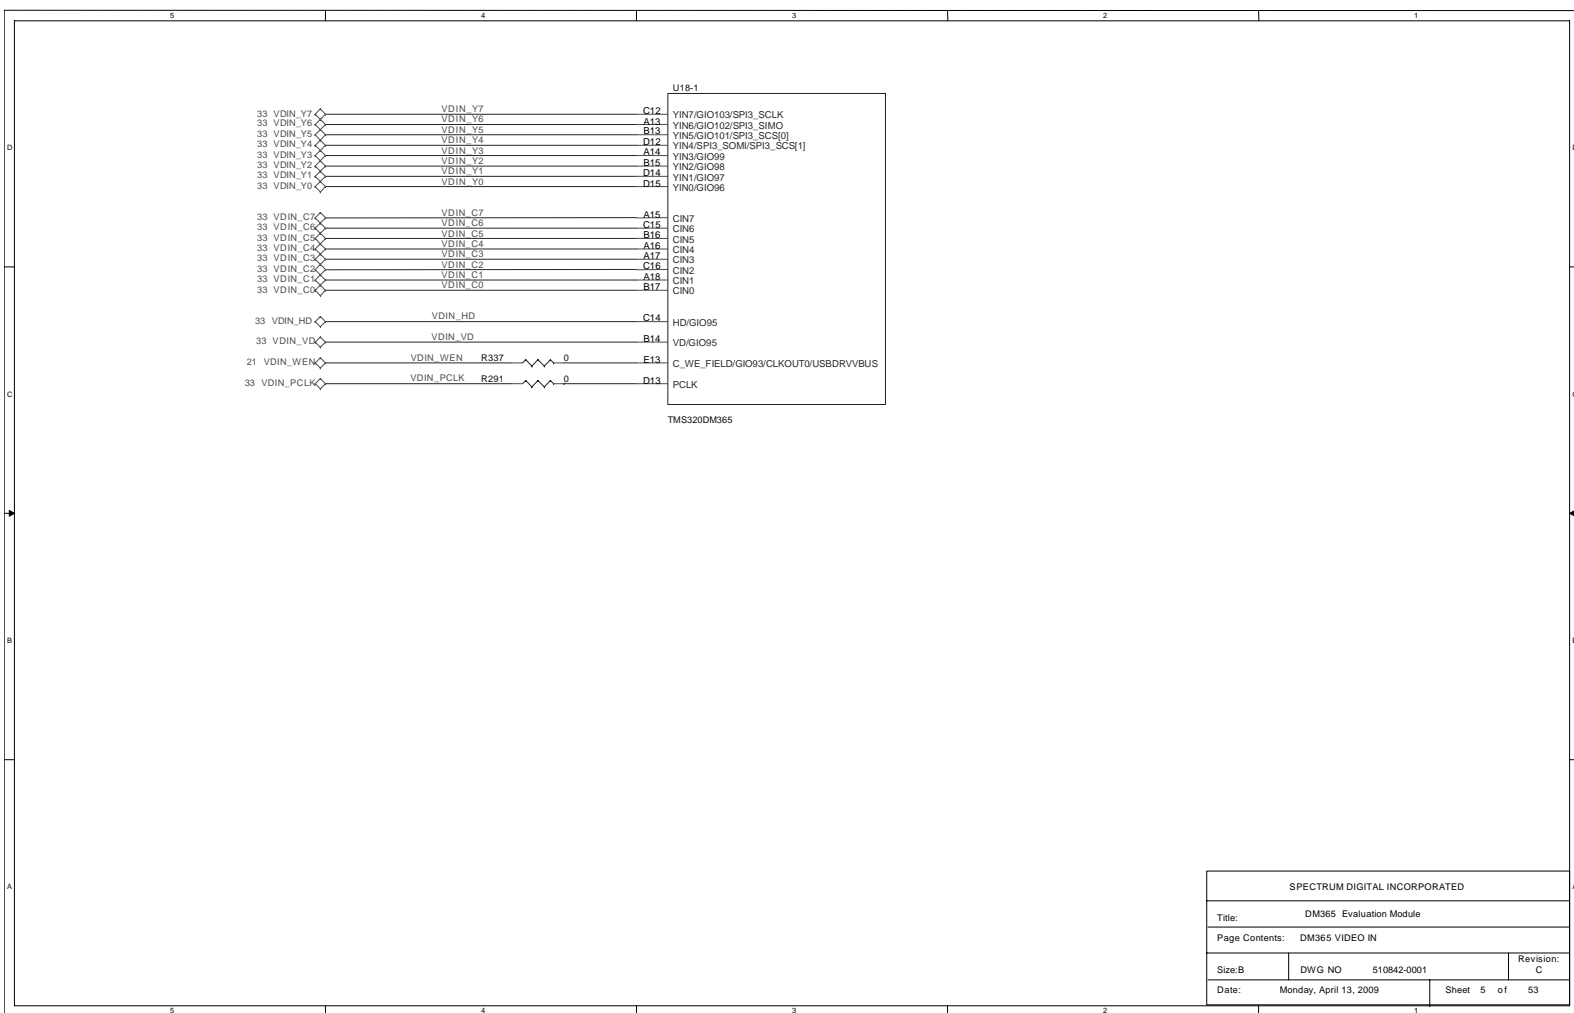 5 4 3 2 1
U18-1
33 VDIN_Y7 VDIN_Y7 C12 YIN7/GIO103/SPI3_SCLK
33 VDIN_Y6 VDIN_Y6 A13 YIN6/GIO102/SPI3_SIMO
33 VDIN_Y5 VDIN_Y5 B13 YIN5/GIO101/SPI3_SCS[0]
33 VDIN_Y4 VDIN_Y4 D12 YIN4/SPI3_SOMI/SPI3_SCS[1]
33 VDIN_Y3 VDIN_Y3 A14 YIN3/GIO99
33 VDIN_Y2 VDIN_Y2 B15 YIN2/GIO98
33 VDIN_Y1 VDIN_Y1 D14 YIN1/GIO97
33 VDIN_Y0 VDIN_Y0 D15 YIN0/GIO96
D D
33 VDIN_C7 VDIN_C7 A15 CIN7
33 VDIN_C6 VDIN_C6 C15 CIN6
33 VDIN_C5 VDIN_C5 B16 CIN5
33 VDIN_C4 VDIN_C4 A16 CIN4
33 VDIN_C3 VDIN_C3 A17 CIN3
33 VDIN_C2 VDIN_C2 C16 CIN2
33 VDIN_C1 VDIN_C1 A18 CIN1
33 VDIN_C0 VDIN_C0 B17 CIN0
33 VDIN_HD VDIN_HD C14 HD/GIO95
33 VDIN_VD VDIN_VD B14 VD/GIO95
21 VDIN_WEN VDIN_WEN R337 0 E13 C_WE_FIELD/GIO93/CLKOUT0/USBDRVVBUS
33 VDIN_PCLK VDIN_PCLK R291 0 D13 PCLK
C
TMS320DM365
B
A
SPECTRUM DIGITAL INCORPORATED
Title: DM365 Evaluation Module
Page Contents: DM365 VIDEO IN
Size:B DWG NO 510842-0001 Revision: C
Date: Monday, April 13, 2009 Sheet 5 of 53
5 4 3 2 1